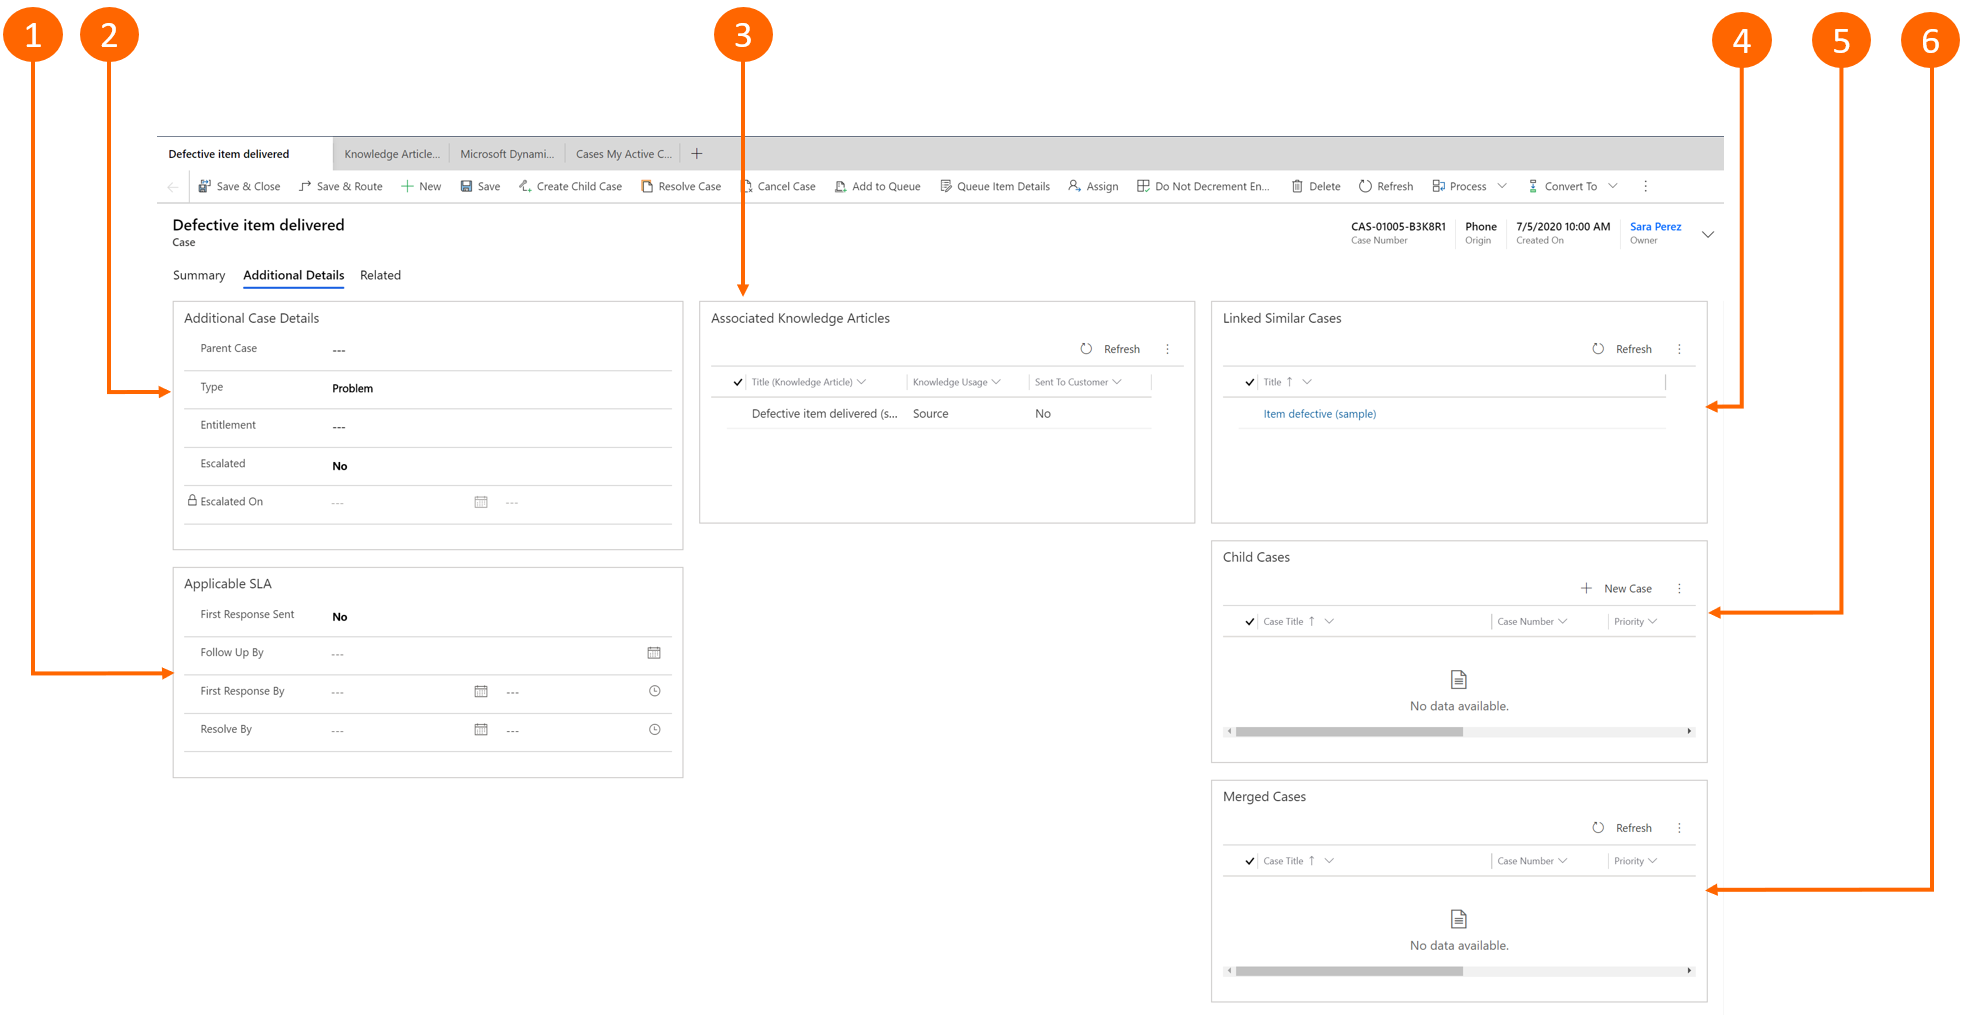 1 2 3 4 5 6
Defective item delivered Knowledge Article... Microsoft Dynami... Cases My Active C...
Save & Close Save & Route New Save Create Child Case Resolve Case Cancel Case Add to Queue Queue Item Details Assign Do Not Decrement En... Delete Refresh Process Convert To
Defective item delivered
Case
CAS-01005-B3K8R1 Phone 7/5/2020 10:00 AM Sara Perez
Case Number Origin Created On Owner
Summary Additional Details Related
Additional Case Details
Parent Case ---
Type Problem
Entitlement ---
Escalated No
Escalated On --- ---
Applicable SLA
First Response Sent No
Follow Up By ---
First Response By --- ---
Resolve By --- ---
Associated Knowledge Articles
Refresh
Title (Knowledge Article) Knowledge Usage Sent To Customer
Defective item delivered (s... Source No
Linked Similar Cases
Refresh
Title ↑
Item defective (sample)
Child Cases
New Case
Case Title ↑ Case Number Priority
No data available.
Merged Cases
Refresh
Case Title ↑ Case Number Priority
No data available.